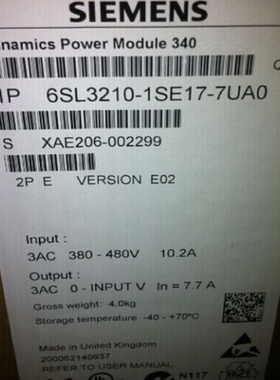 SIEMENS
namics Power Module 340
1P 6SL3210-1SE17-7UA0
S XAE206-002299
2P E VERSION E02
Input :
3AC 380 - 480V 10.2A
Output :
3AC 0 - INPUT V In = 7.7 A
Gross weight: 4.0kg
Storage temperature -40 - +70°C
Made in United Kingdom
200062140937
REFER TO USER MANUAL
N117